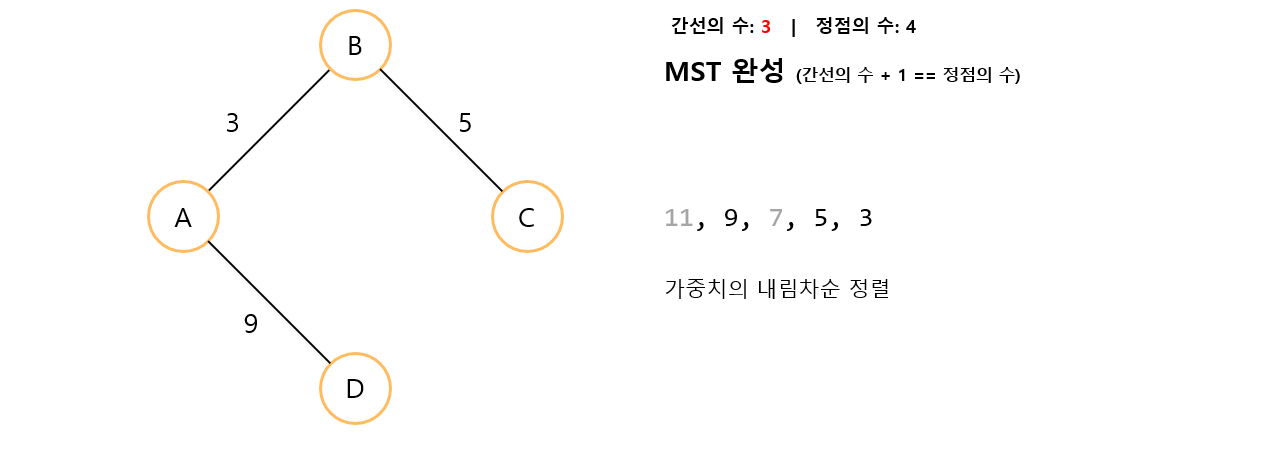 간선의 수: 3 | 정점의 수: 4
MST 완성 (간선의 수 + 1 == 정점의 수)
B
3
5
A
C
11, 9, 7, 5, 3
가중치의 내림차순 정렬
9
D